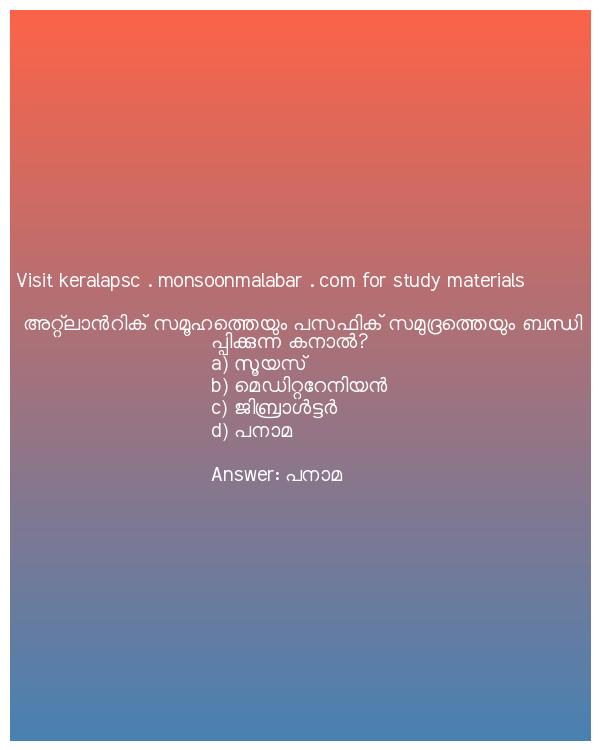 Visit keralapsc . monsoonmalabar . com for study materials
അറ്റ്ലാൻറിക് സമൂഹത്തെയും പസഫിക് സമുദ്രത്തെയും ബന്ധി
പ്പിക്കുന്ന കനാൽ?
a) സൂയസ്
b) മെഡിറ്ററേനിയൻ
c) ജിബ്രാൾട്ടർ
d) പനാമ
Answer: പനാമ